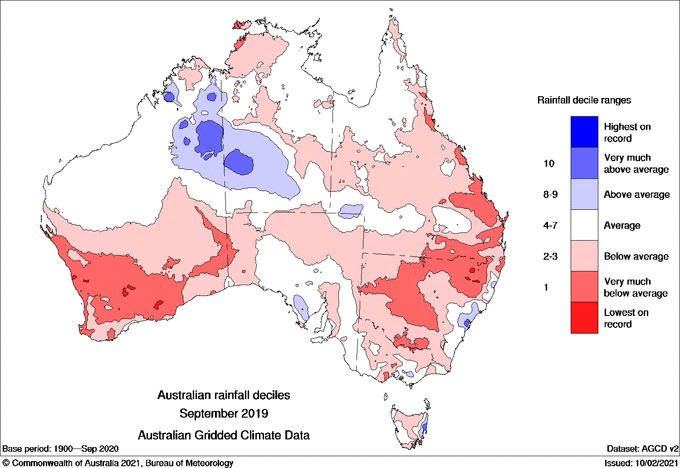 Rainfall decile ranges
Highest on
record
10
Very much
above average
8-9
Above average
4-7
Average
2-3
Below average
1
Very much
below average
Lowest on
record
Australian rainfall deciles
September 2019
Australian Gridded Climate Data
Base period: 1900—Sep 2020
Dataset: AGCD v2
© Commonwealth of Australia 2021, Bureau of Meteorology
Issued: 10/02/2021